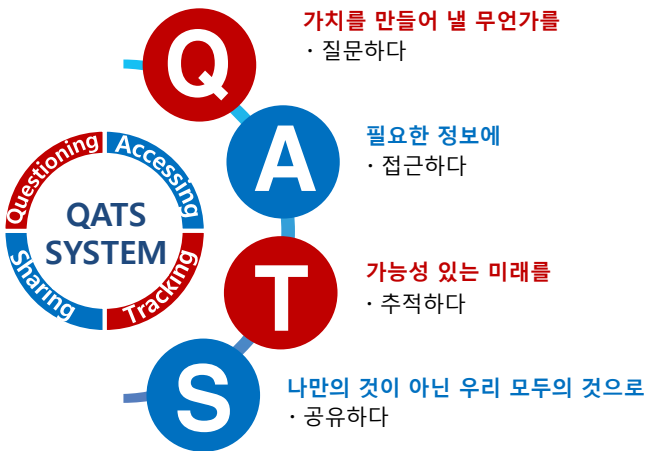 Q
가치를 만들어 낼 무언가를
· 질문하다
A
필요한 정보에
· 접근하다
Questioning
Accessing
QATS
SYSTEM
Sharing
Tracking
T
가능성 있는 미래를
· 추적하다
S
나만의 것이 아닌 우리 모두의 것으로
· 공유하다